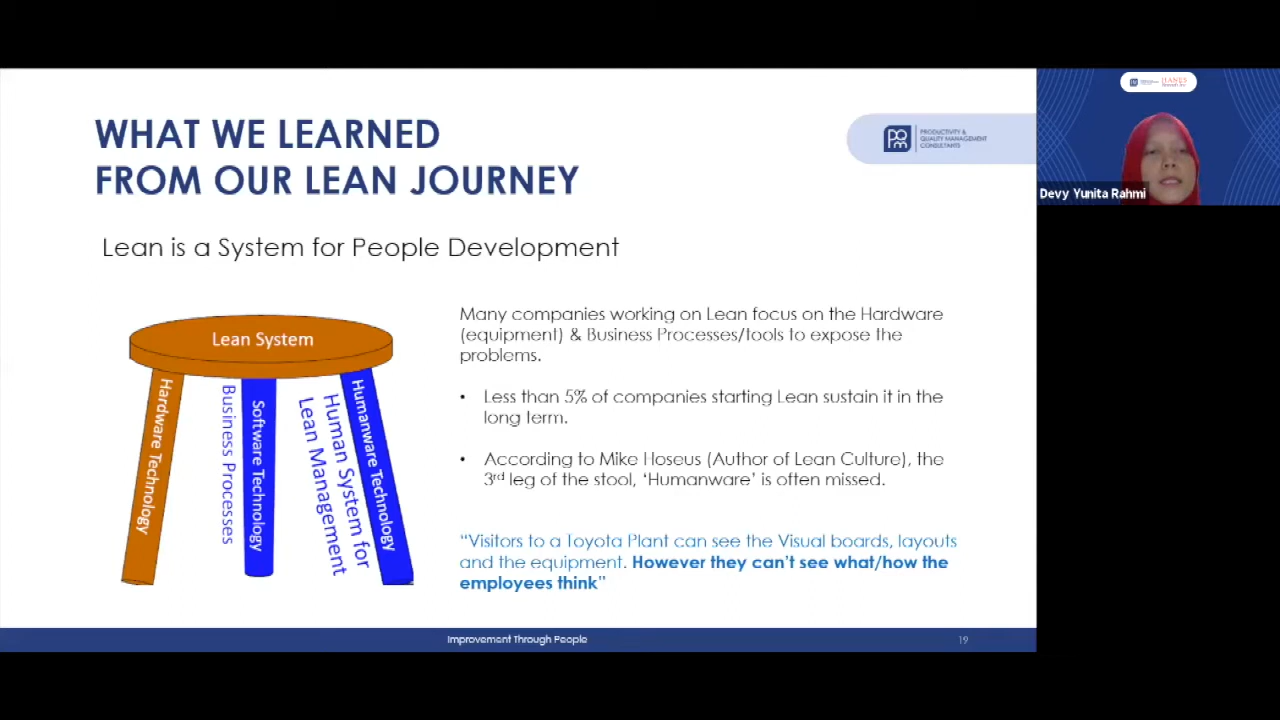 WHAT WE LEARNED
FROM OUR LEAN JOURNEY
PRODUCTIVITY &
QUALITY MANAGEMENT
CONSULTANTS
Devy Yunita Rahmi
Lean is a System for People Development
Lean System
Hardware Technology
Business Processes
Software Technology
Human System for
Lean Management
Humanware Technology
Many companies working on Lean focus on the Hardware
(equipment) & Business Processes/tools to expose the
problems.
• Less than 5% of companies starting Lean sustain it in the
long term.
• According to Mike Hoseus (Author of Lean Culture), the
3rd leg of the stool, ‘Humanware’ is often missed.
“Visitors to a Toyota Plant can see the Visual boards, layouts
and the equipment. However they can’t see what/how the
employees think”
Improvement Through People
19